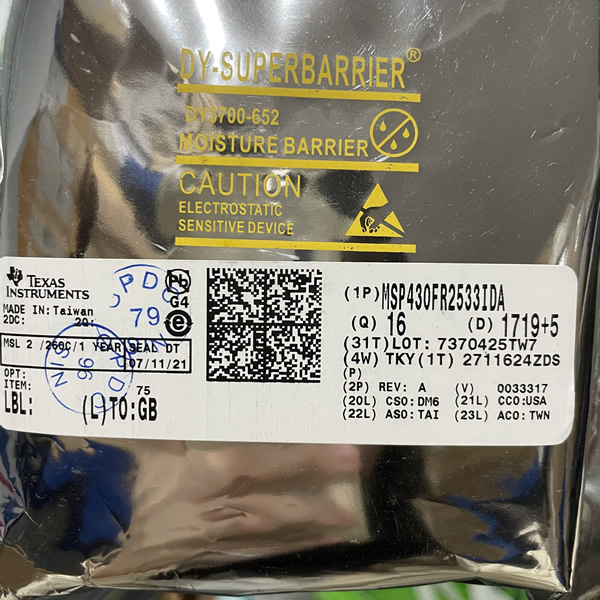 DY-SUPERBARRIER®
DY3700-652
MOISTURE BARRIER
CAUTION
ELECTROSTATIC
SENSITIVE DEVICE
TEXAS
INSTRUMENTS
MADE IN: Taiwan
2DC: 2Q:
MSL 2 /260C/1 YEAR SEAL DT
07/11/21
OPT:
ITEM: 75
LBL: (L)TO:GB
Pb
G4
e
PD
79
96
(1P) MSP430FR2533IDA
(Q) 16 (D) 1719+5
(31T)LOT: 7370425TW7
(4W) TKY(1T) 2711624ZDS
(P)
(2P) REV: A (V) 0033317
(20L) CSO:DM6 (21L) CCO:USA
(22L) ASO:TAI (23L) ACO:TWN